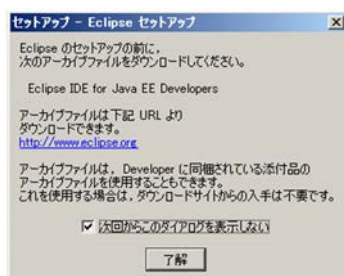 セットアップ - Eclipse セットアップ
Eclipse のセットアップの前に，
次のアーカイブファイルをダウンロードしてください。
Eclipse IDE for Java EE Developers
アーカイブファイルは下記 URL より
ダウンロードできます。
http://www.eclipse.org
アーカイブファイルは，Developer に同梱されている添付品の
アーカイブファイルを使用することもできます。
これを使用する場合は，ダウンロードサイトからの入手は不要です。
次回からこのダイアログを表示しない
了解